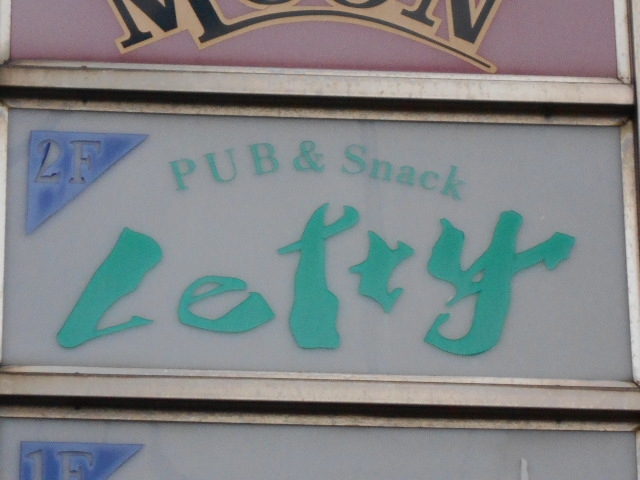 MOON
2F
PUB & Snack
Letty
1F